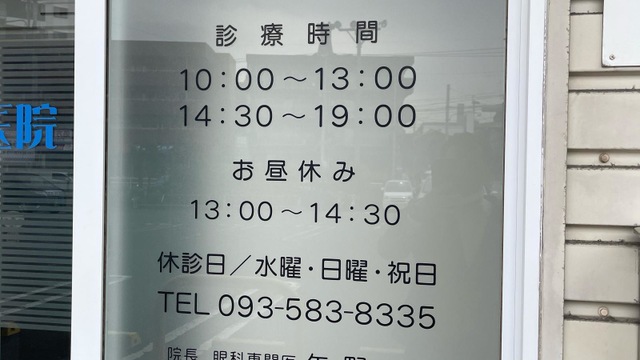 医院
診療時間
10：00～13：00
14：30～19：00
お昼休み
13：00～14：30
休診日／水曜・日曜・祝日
TEL 093-583-8335
院長 眼科専門医